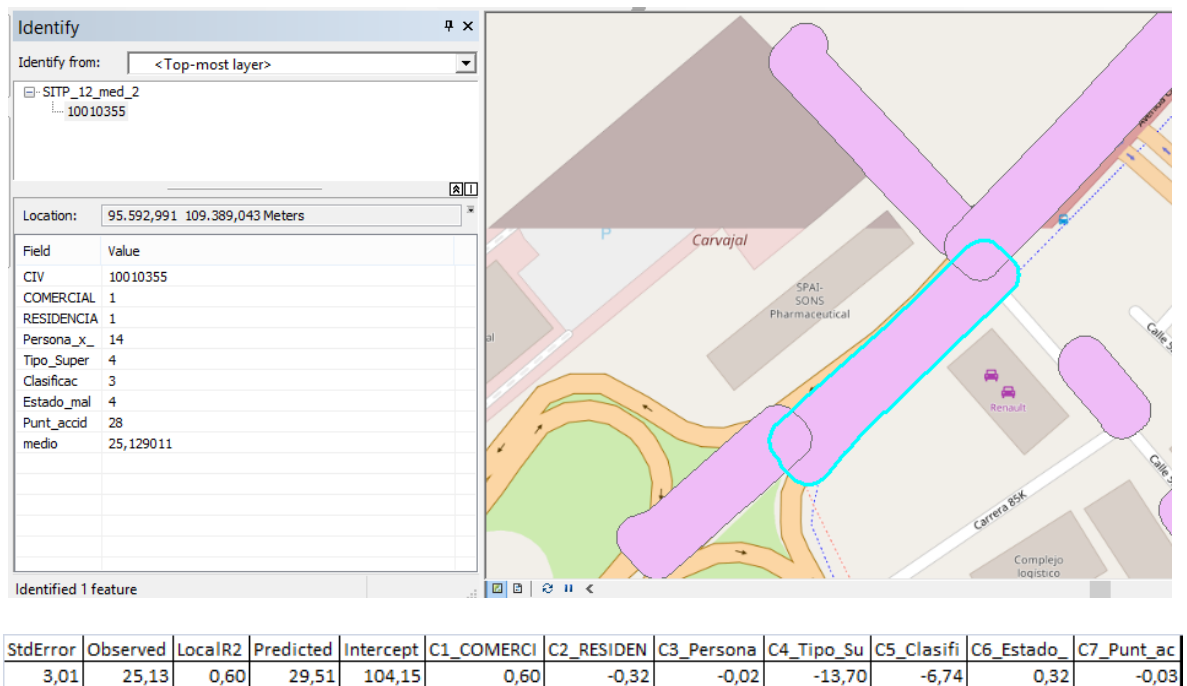 Identify
Identify from: <Top-most layer>
SITP_12_med_2
10010355
Location: 95.592,991 109.389,043 Meters
Field Value
CIV 10010355
COMERCIAL 1
RESIDENCIA 1
Persona_x_ 14
Tipo_Super 4
Clasificac 3
Estado_mal 4
Punt_accid 28
medio 25,129011
Identified 1 feature
P
Carvajal
SPAI-
SONS
Pharmaceutical
al
Renault
Calle 5
Calle
Carrera 85K
Complejo
logístico
StdError Observed LocalR2 Predicted Intercept C1_COMERCI C2_RESIDEN C3_Persona C4_Tipo_Su C5_Clasifi C6_Estado_ C7_Punt_ac
3,01 25,13 0,60 29,51 104,15 0,60 -0,32 -0,02 -13,70 -6,74 0,32 -0,03